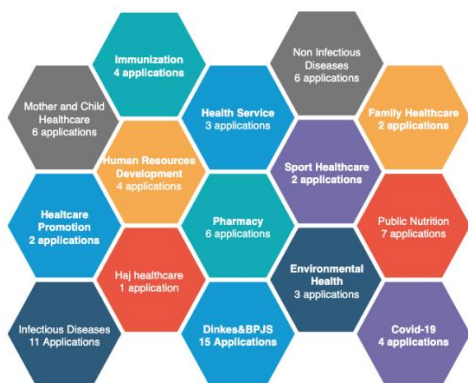 Immunization
4 applications
Non Infectious
Diseases
6 applications
Mother and Child
Healthcare
6 applications
Health Service
3 applications
Family Healthcare
2 applications
Human Resources
Development
4 applications
Sport Healthcare
2 applications
Healtcare
Promotion
2 applications
Pharmacy
6 applications
Public Nutrition
7 applications
Haj healthcare
1 application
Environmental
Health
3 applications
Infectious Diseases
11 Applications
Dinkes&BPJS
15 Applications
Covid-19
4 applications